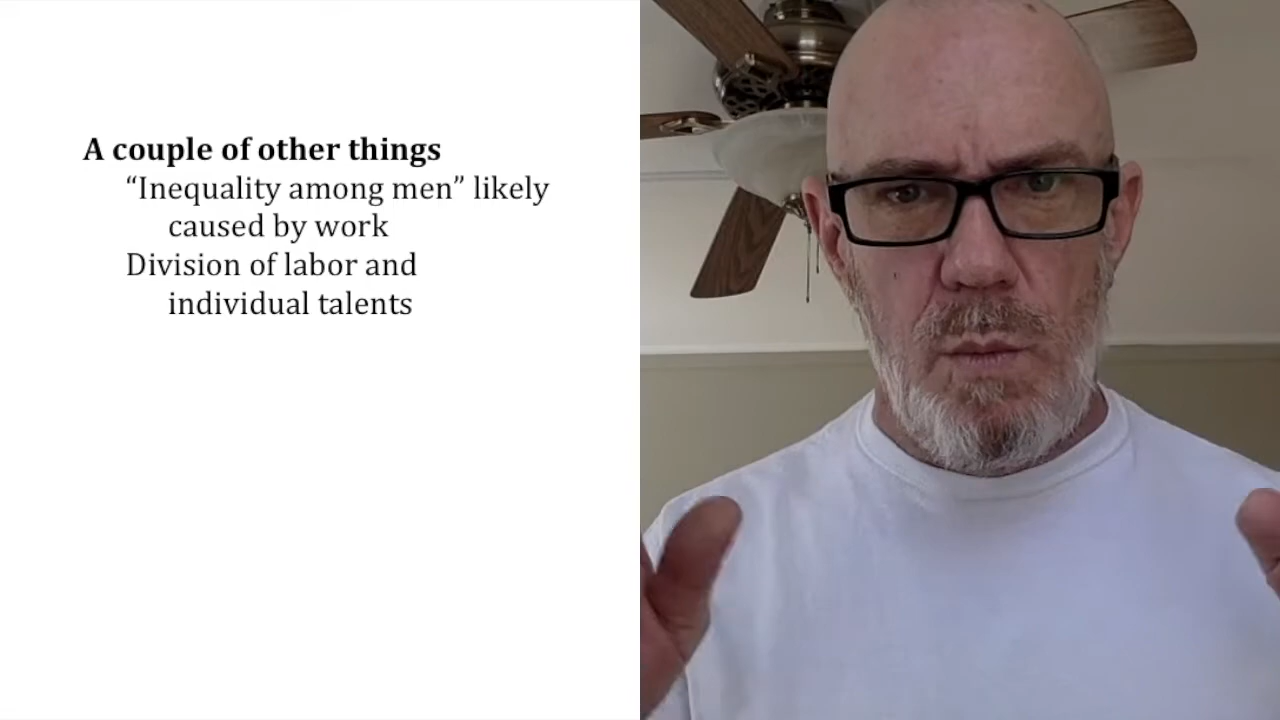 A couple of other things
“Inequality among men” likely
caused by work
Division of labor and
individual talents